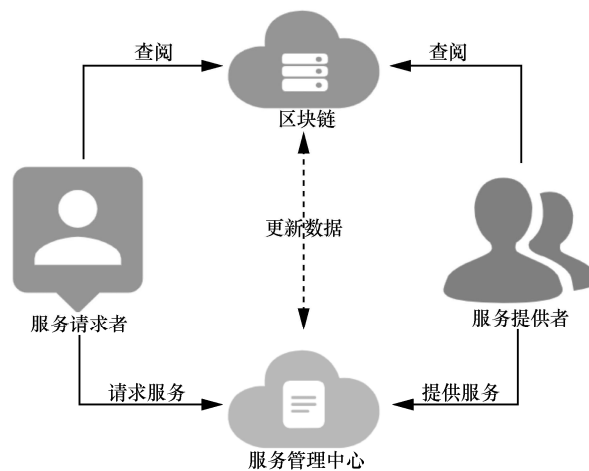 查阅
查阅
区块链
更新数据
服务请求者
服务提供者
请求服务
提供服务
服务管理中心